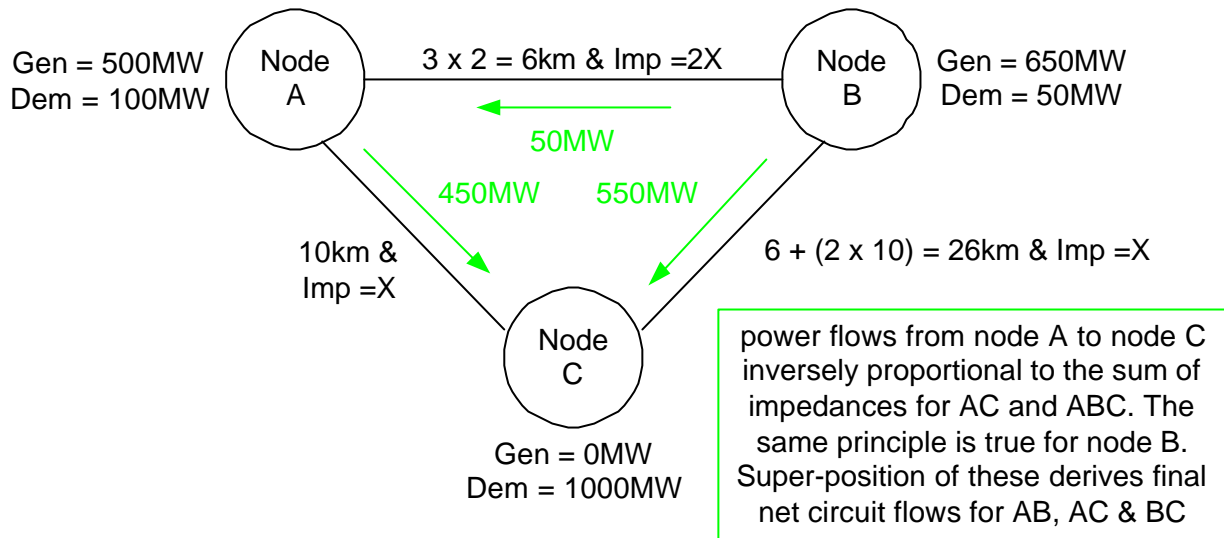 Gen = 500MW
Dem = 100MW
Node
A
3 x 2 = 6km & Imp =2X
Node
B
Gen = 650MW
Dem = 50MW
50MW
450MW
550MW
10km &
Imp =X
6 + (2 x 10) = 26km & Imp =X
Node
C
Gen = 0MW
Dem = 1000MW
power flows from node A to node C
inversely proportional to the sum of
impedances for AC and ABC. The
same principle is true for node B.
Super-position of these derives final
net circuit flows for AB, AC & BC